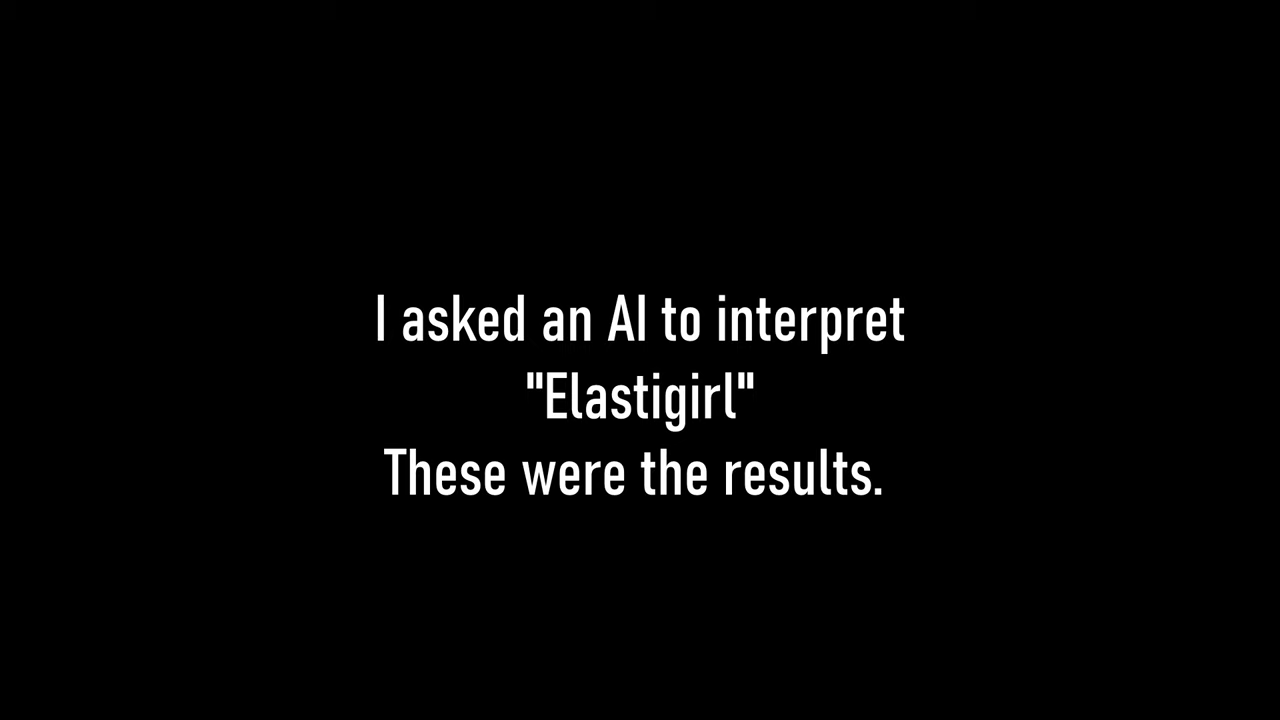 I asked an AI to interpret
"Elastigirl"
These were the results.